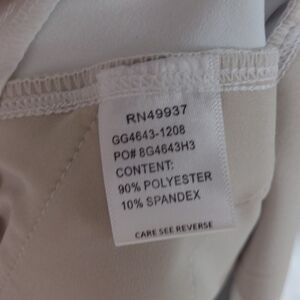 RN49937
GG4643-1208
PO# 8G4643H3
CONTENT:
90% POLYESTER
10% SPANDEX
CARE SEE REVERSE